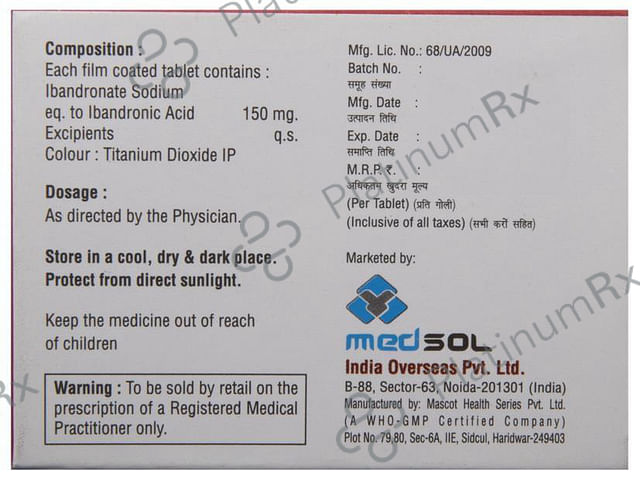 Composition :
Each film coated tablet contains :
Ibandronate Sodium
eq. to Ibandronic Acid 150 mg.
Excipients q.s.
Colour : Titanium Dioxide IP
Dosage :
As directed by the Physician.
Store in a cool, dry & dark place.
Protect from direct sunlight.
Keep the medicine out of reach
of children
Warning : To be sold by retail on the
prescription of a Registered Medical
Practitioner only.
Mfg. Lic. No.: 68/UA/2009
Batch No. :
समूह संख्या
Mfg. Date :
उत्पादन तिथि
Exp. Date :
समाप्ति तिथि
M.R.P. ₹. :
अधिकतम खुदरा मूल्य
(Per Tablet) (प्रति गोली)
(Inclusive of all taxes) (सभी करों सहित)
Marketed by:
medsol
India Overseas Pvt. Ltd.
B-88, Sector-63, Noida-201301 (India)
Manufactured by: Mascot Health Series Pvt. Ltd.
(A WHO-GMP Certified Company)
Plot No. 79,80, Sec-6A, IIE, Sidcul, Haridwar-249403
PlatinumRx
PlatinumRx
PlatinumRx
Rx